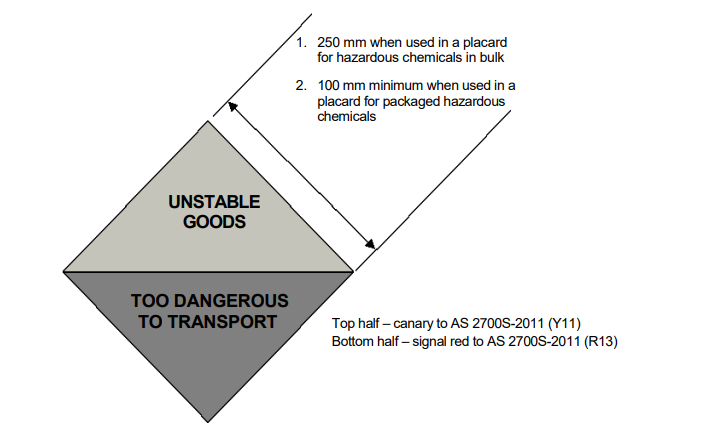 1. 250 mm when used in a placard
for hazardous chemicals in bulk
2. 100 mm minimum when used in a
placard for packaged hazardous
chemicals
UNSTABLE
GOODS
TOO DANGEROUS
TO TRANSPORT
Top half – canary to AS 2700S-2011 (Y11)
Bottom half – signal red to AS 2700S-2011 (R13)